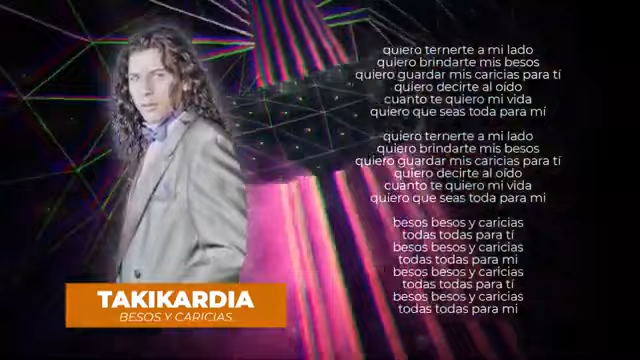 quiero ternerte a mi lado
quiero brindarte mis besos
quiero guardar mis caricias para tí
quiero decirte al oído
cuanto te quiero mi vida
quiero que seas toda para mí
quiero ternerte a mi lado
quiero brindarte mis besos
quiero guardar mis caricias para tí
quiero decirte al oído
cuanto te quiero mi vida
quiero que seas toda para mi
besos besos y caricias
todas todas para tí
besos besos y caricias
todas todas para mi
besos besos y caricias
todas todas para tí
besos besos y caricias
todas todas para mi
TAKIKARDIA
BESOS Y CARICIAS